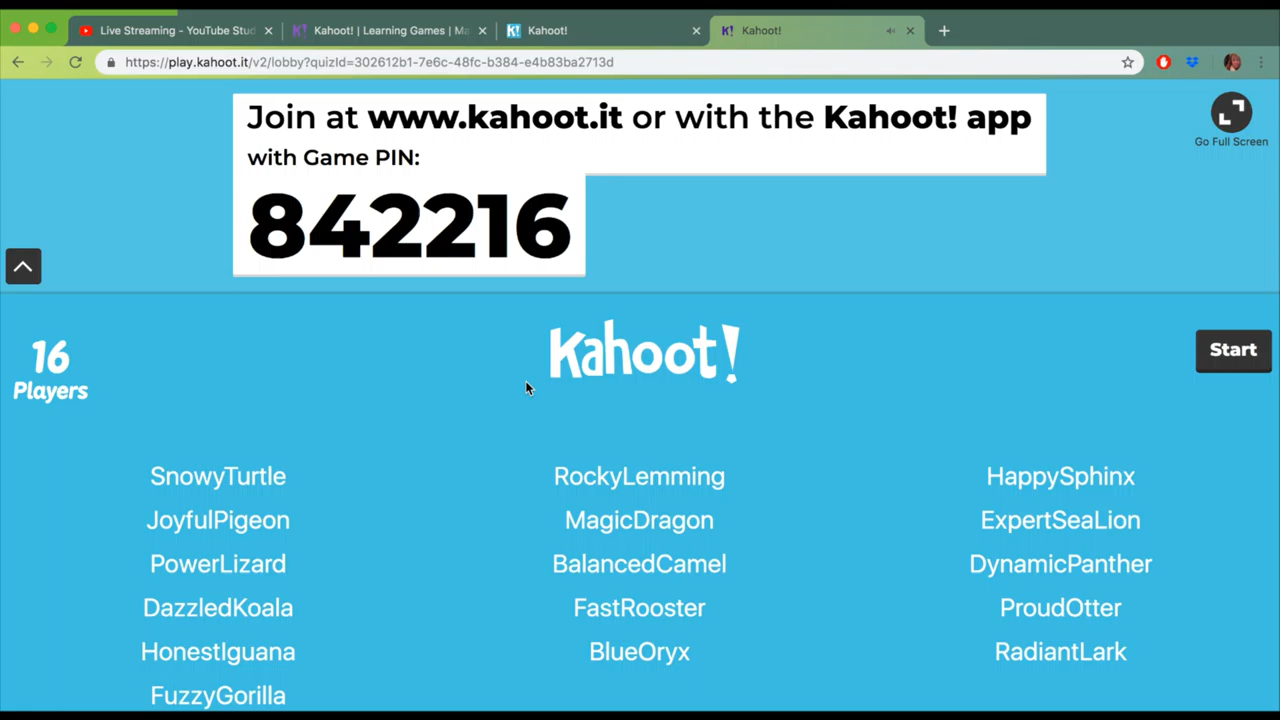 Live Streaming - YouTube Stud
Kahoot! | Learning Games | Ma
Kahoot!
Kahoot!
https://play.kahoot.it/v2/lobby?quizId=302612b1-7e6c-48fc-b384-e4b83ba2713d
Join at www.kahoot.it or with the Kahoot! app
with Game PIN:
842216
Go Full Screen
16
Players
Kahoot!
Start
SnowyTurtle
RockyLemming
HappySphinx
JoyfulPigeon
MagicDragon
ExpertSeaLion
PowerLizard
BalancedCamel
DynamicPanther
DazzledKoala
FastRooster
ProudOtter
HonestIguana
BlueOryx
RadiantLark
FuzzyGorilla